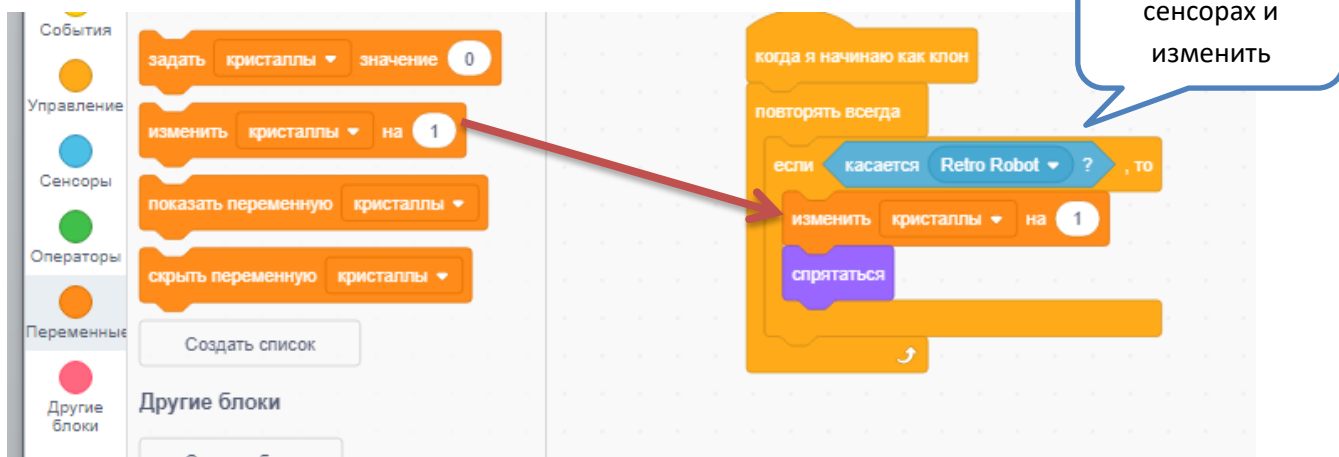 События
Управление
Сенсоры
Операторы
Переменные
Другие
блоки
задать кристаллы значение 0
изменить кристаллы на 1
показать переменную кристаллы
скрыть переменную кристаллы
Создать список
Другие блоки
когда я начинаю как клон
повторять всегда
если касается Retro Robot ? , то
изменить кристаллы на 1
спрятаться
сенсорах и
изменить